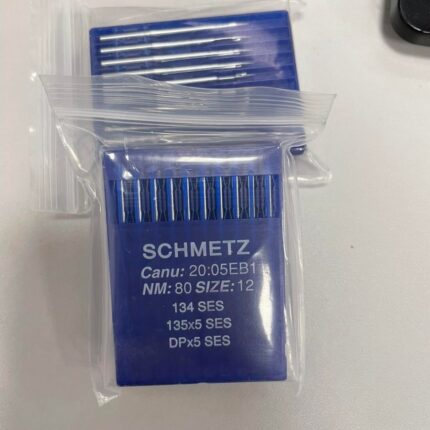 SCHMETZ
Canu: 20:05EB1
NM: 80 SIZE: 12
134 SES
135x5 SES
DPx5 SES